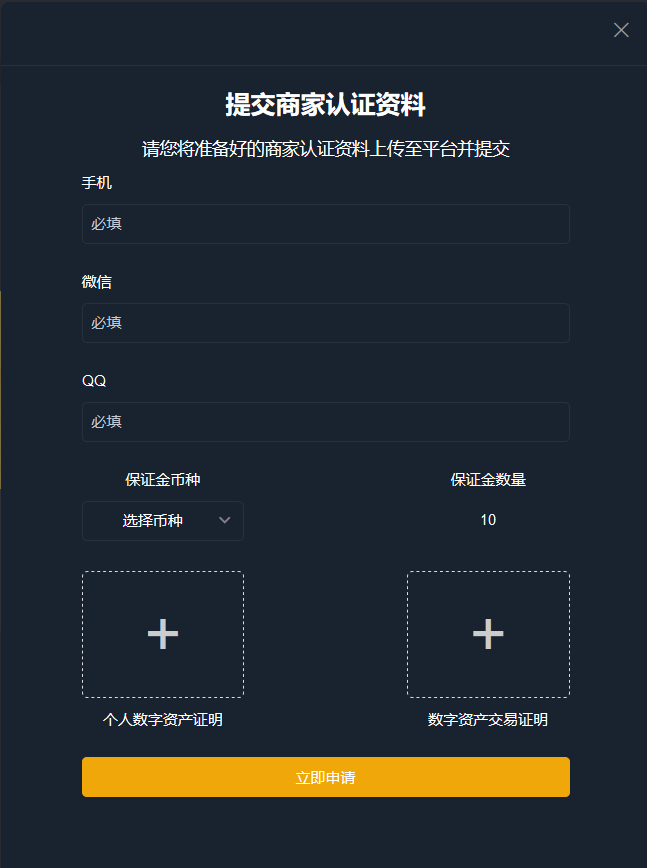 提交商家认证资料
请您将准备好的商家认证资料上传至平台并提交
手机
必填
微信
必填
QQ
必填
保证金币种
保证金数量
选择币种
10
个人数字资产证明
数字资产交易证明
立即申请